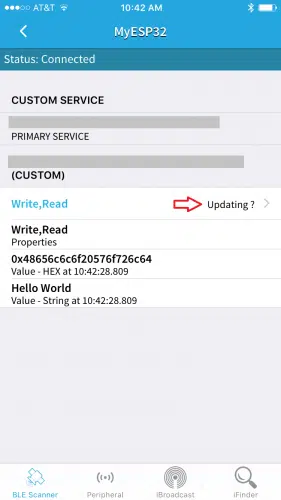 AT&T 10:42 AM
MyESP32
Status: Connected
CUSTOM SERVICE
PRIMARY SERVICE
(CUSTOM)
Write,Read Updating ?
Write,Read
Properties
0x48656c6c6f20576f726c64
Value - HEX at 10:42:28.809
Hello World
Value - String at 10:42:28.809
BLE Scanner Peripheral iBroadcast iFinder